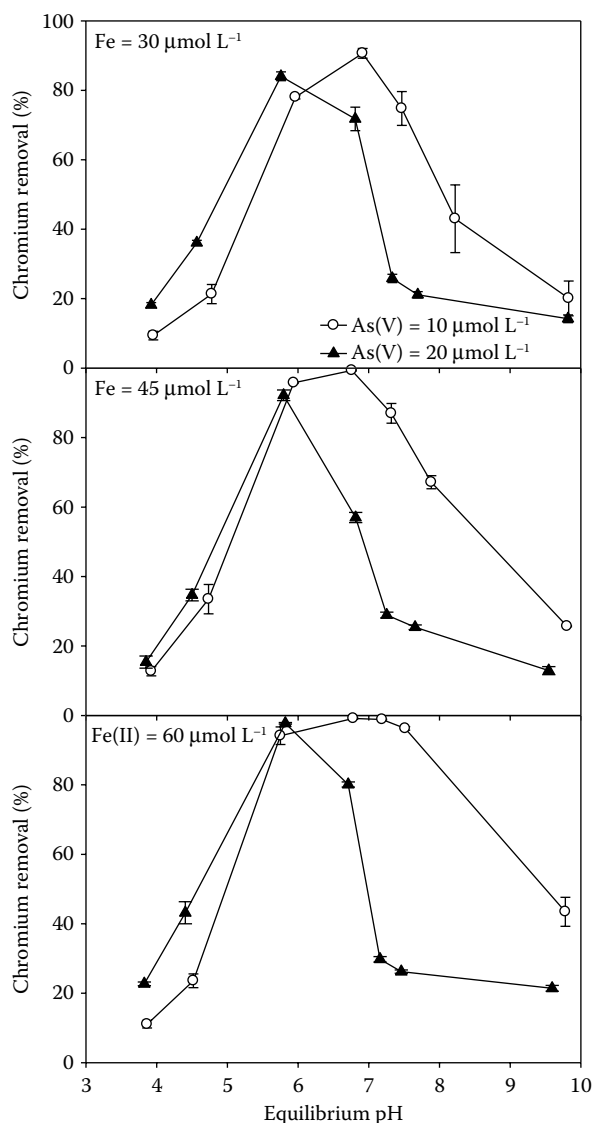 100
Fe = 30 µmol L⁻¹
80
60
40
20
0
Chromium removal (%)
As(V) = 10 µmol L⁻¹
As(V) = 20 µmol L⁻¹
Fe = 45 µmol L⁻¹
80
60
40
20
0
Chromium removal (%)
Fe(II) = 60 µmol L⁻¹
80
60
40
20
0
Chromium removal (%)
3 4 5 6 7 8 9 10
Equilibrium pH